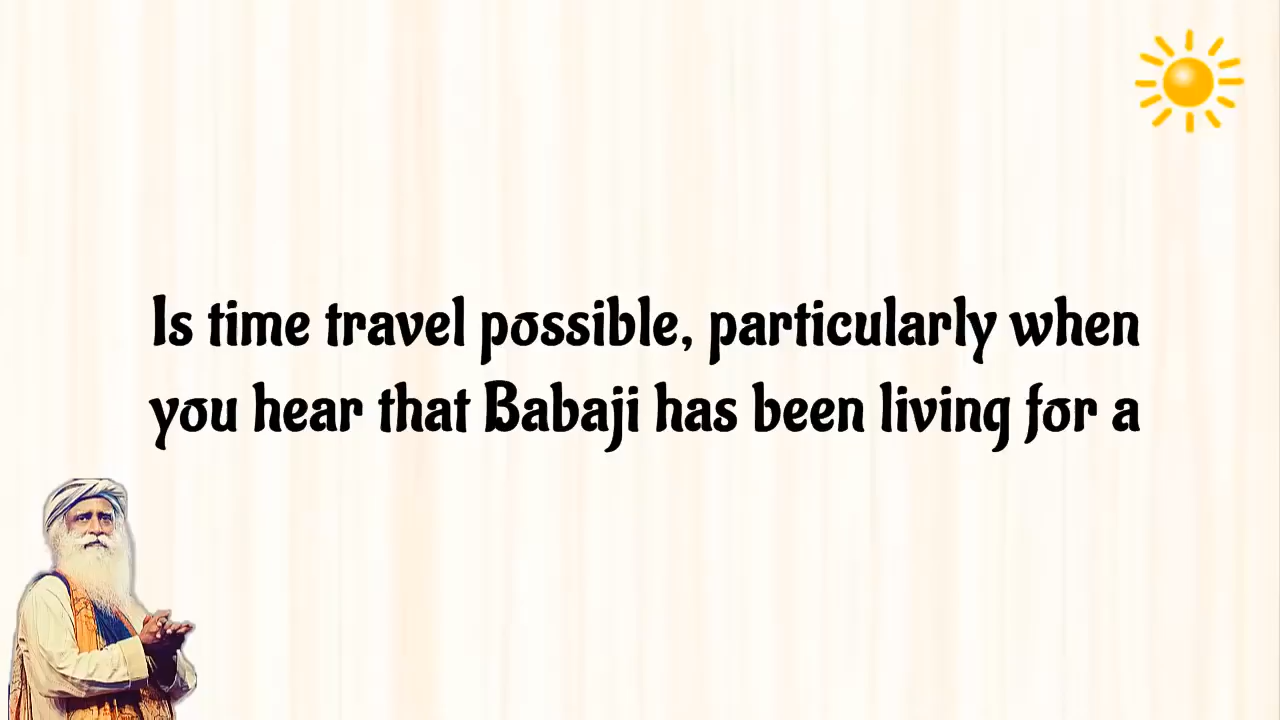 Is time travel possible, particularly when
you hear that Babaji has been living for a